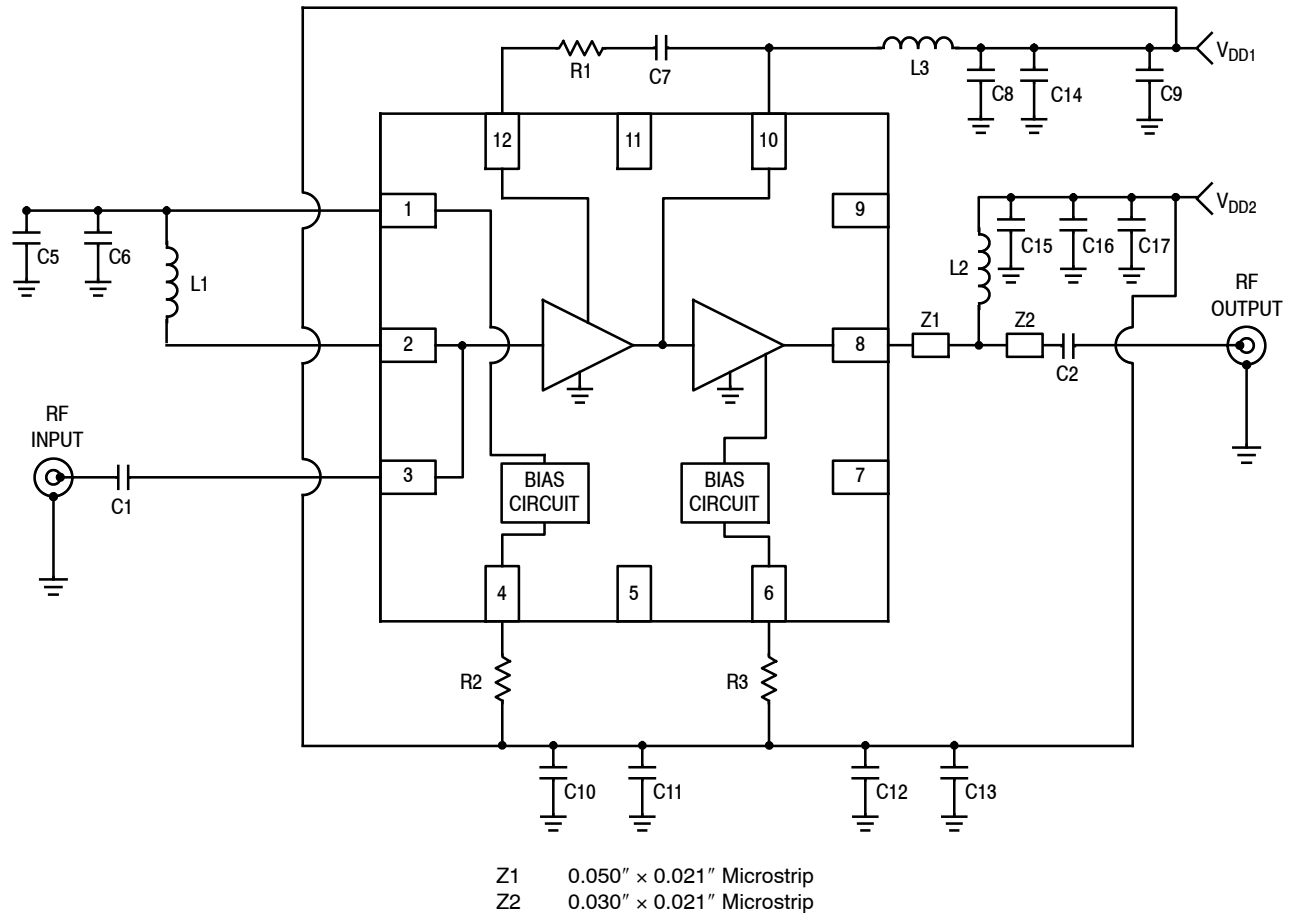 R1
C7
L3
C8
C14
C9
VDD1
12
11
10
1
9
VDD2
C5
C6
L1
C15
C16
C17
L2
RF
OUTPUT
2
8
Z1
Z2
C2
RF
INPUT
C1
3
BIAS
CIRCUIT
BIAS
CIRCUIT
7
4
5
6
R2
R3
C10
C11
C12
C13
Z1 0.050″ × 0.021″ Microstrip
Z2 0.030″ × 0.021″ Microstrip